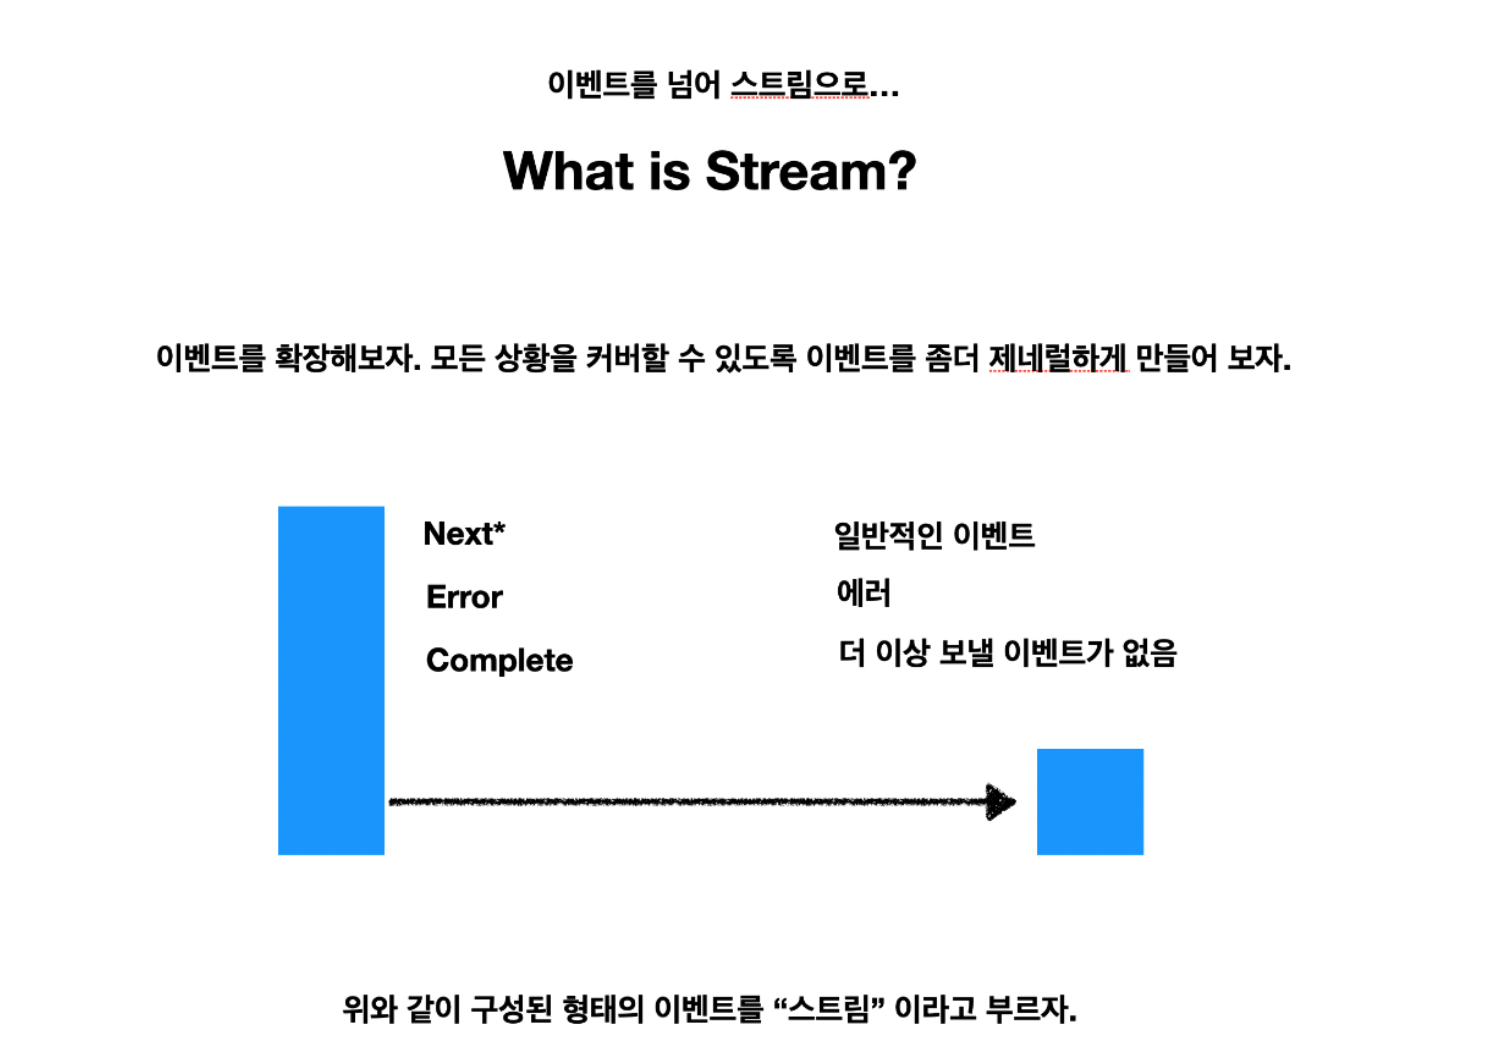 이벤트를 넘어 스트림으로...
What is Stream?
이벤트를 확장해보자. 모든 상황을 커버할 수 있도록 이벤트를 좀더 제네럴하게 만들어 보자.
Next* 일반적인 이벤트
Error 에러
Complete 더 이상 보낼 이벤트가 없음
위와 같이 구성된 형태의 이벤트를 “스트림” 이라고 부르자.